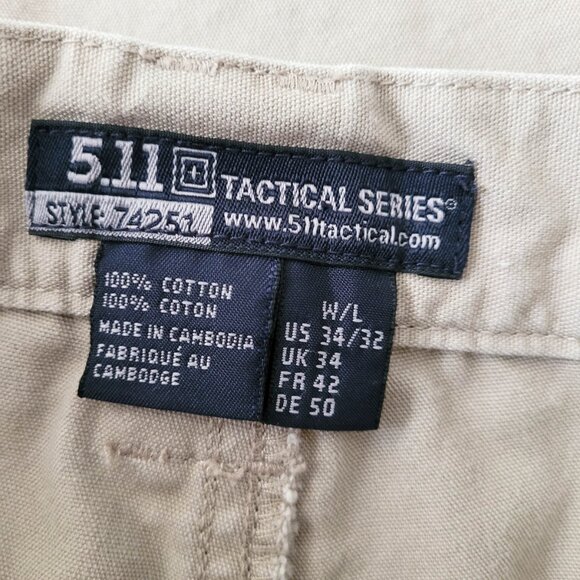 5.11 TACTICAL SERIES®
STYLE: 74251 www.511tactical.com
100% COTTON
100% COTON
MADE IN CAMBODIA
FABRIQUÉ AU
CAMBODGE
W/L
US 34/32
UK 34
FR 42
DE 50